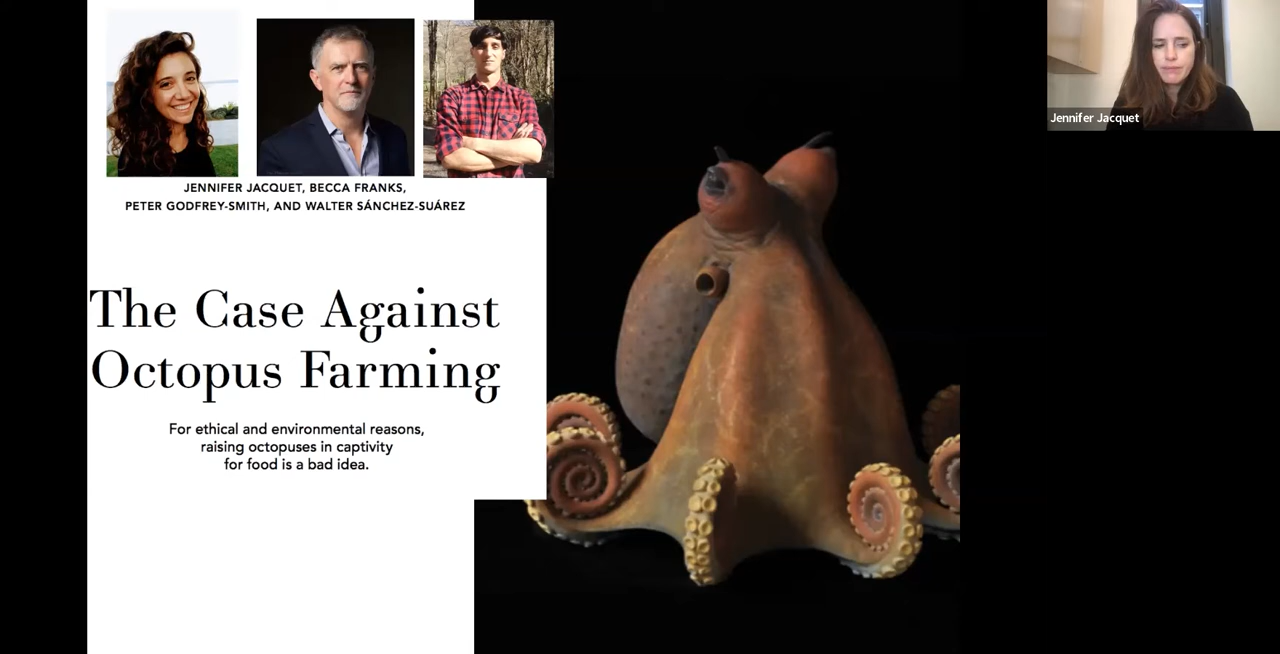 Jennifer Jacquet
JENNIFER JACQUET, BECCA FRANKS,
PETER GODFREY-SMITH, AND WALTER SÁNCHEZ-SUÁREZ
The Case Against
Octopus Farming
For ethical and environmental reasons,
raising octopuses in captivity
for food is a bad idea.